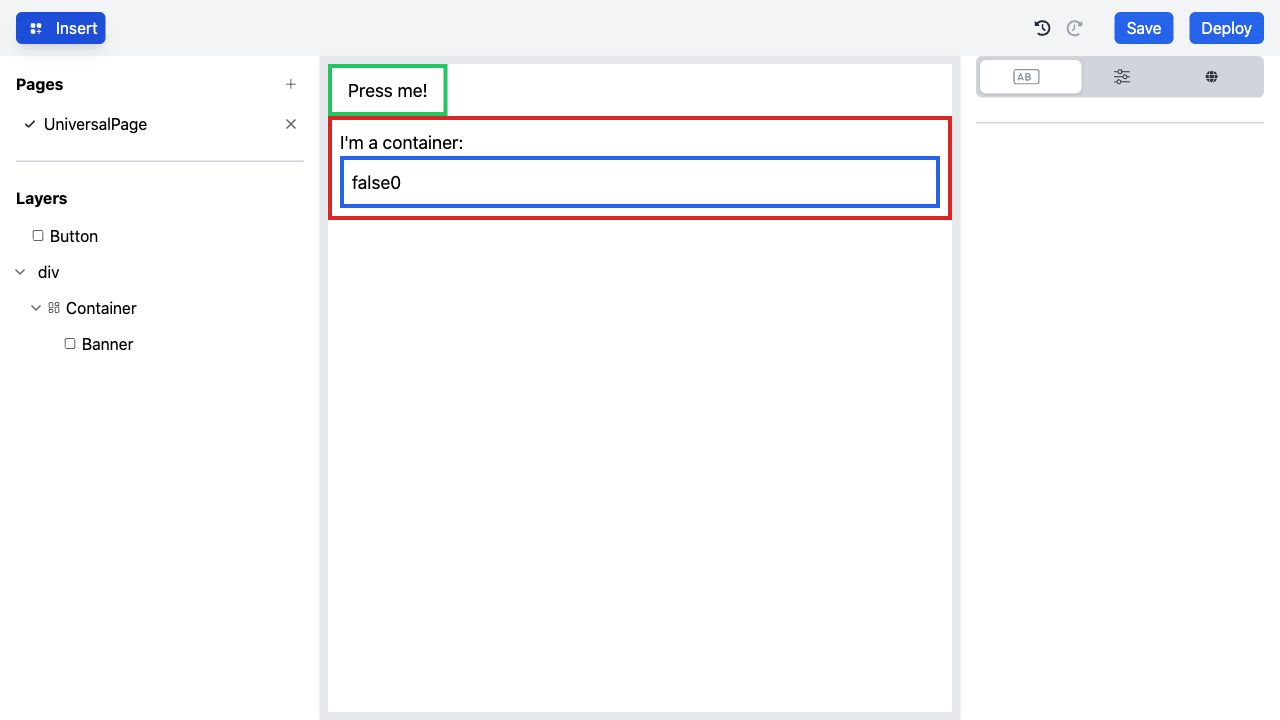 Insert
Save
Deploy
Pages
UniversalPage
Layers
Button
div
Container
Banner
Press me!
I'm a container:
false0
AB